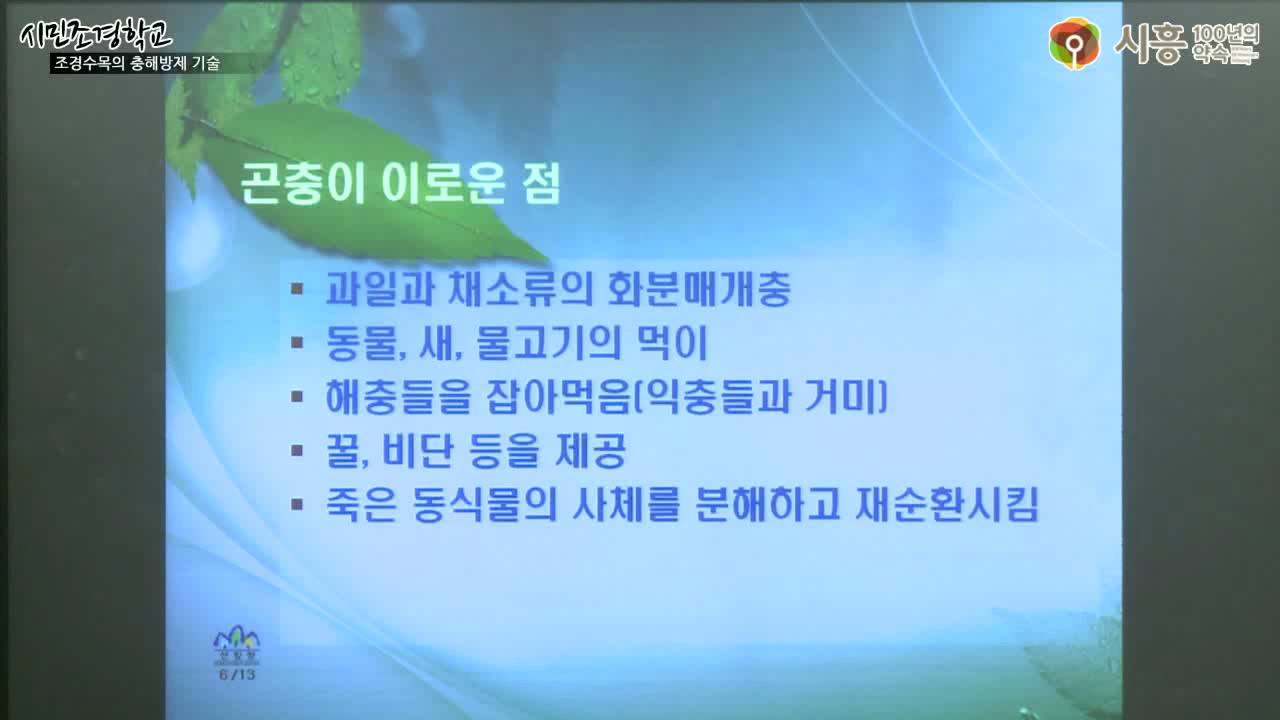 시민조경학교
조경수목의 충해방제 기술
시흥 100년의
약속
곤충이 이로운 점
과일과 채소류의 화분매개충
동물, 새, 물고기의 먹이
해충들을 잡아먹음(익충들과 거미)
꿀, 비단 등을 제공
죽은 동식물의 사체를 분해하고 재순환시킴
산림청
6/13